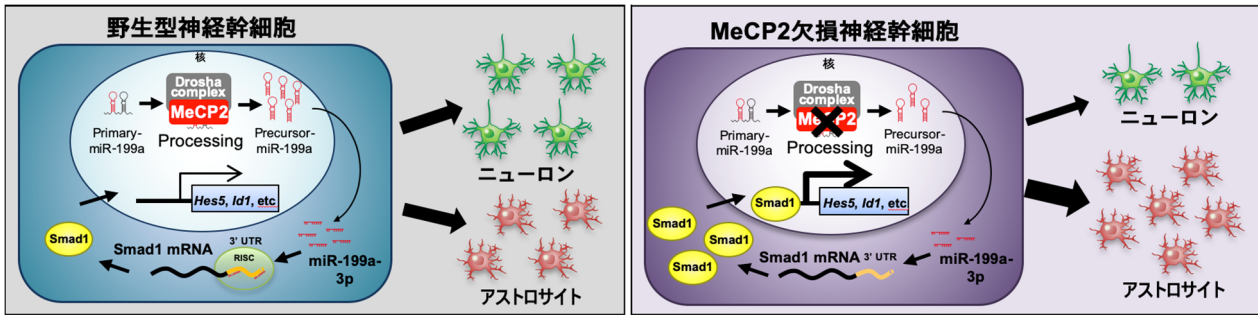 野生型神経幹細胞
核
Drosha
complex
MeCP2
Primary-
miR-199a
Processing
Precursor-
miR-199a
Hes5, Id1, etc
Smad1
Smad1 mRNA
3' UTR
RISC
miR-199a-
3p
ニューロン
アストロサイト
MeCP2欠損神経幹細胞
核
Drosha
complex
MeCP2
Primary-
miR-199a
Processing
Precursor-
miR-199a
Smad1
Hes5, Id1, etc
Smad1
Smad1
Smad1
Smad1 mRNA 3' UTR
miR-199a-
3p
ニューロン
アストロサイト